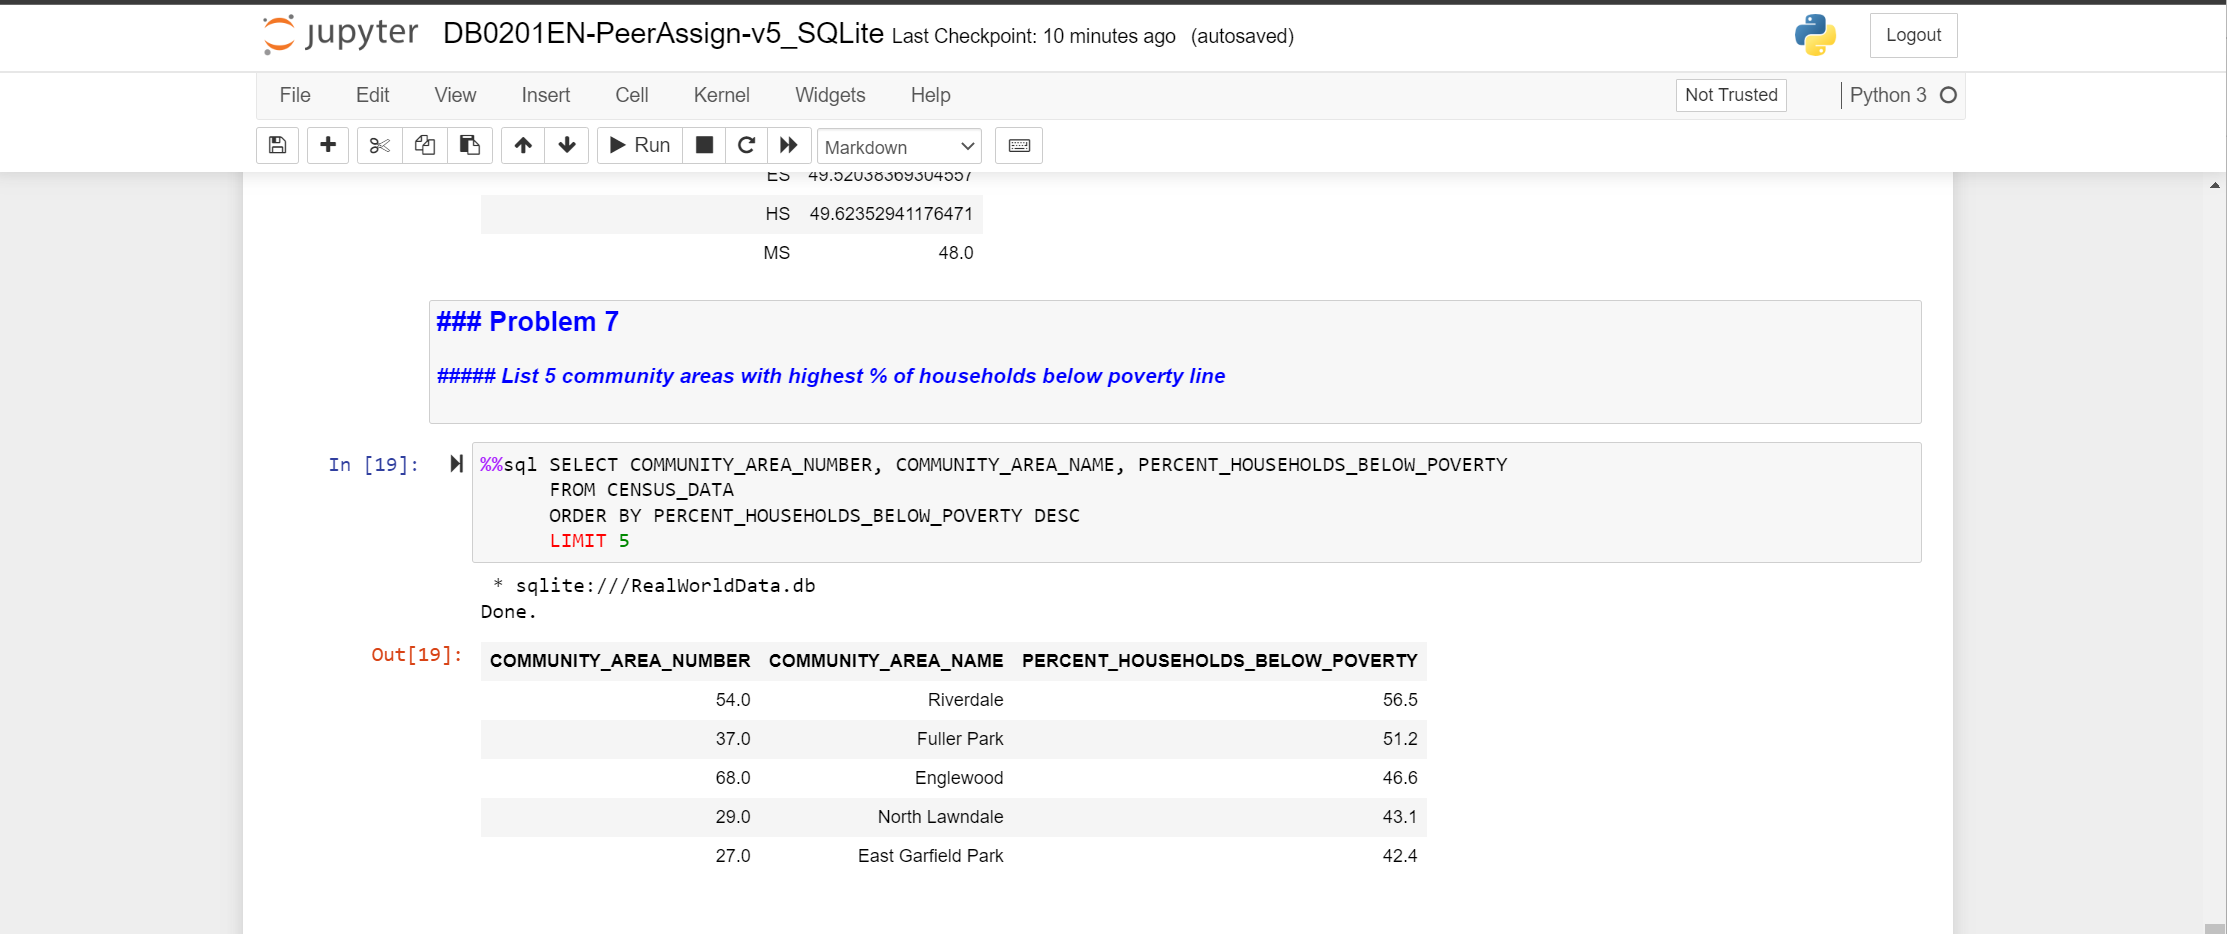 jupyter DB0201EN-PeerAssign-v5_SQLite Last Checkpoint: 10 minutes ago (autosaved) Logout
File Edit View Insert Cell Kernel Widgets Help Not Trusted Python 3
Run Markdown
ES 49.52038369304557
HS 49.62352941176471
MS 48.0
### Problem 7
##### List 5 community areas with highest % of households below poverty line
In [19]: %%sql SELECT COMMUNITY_AREA_NUMBER, COMMUNITY_AREA_NAME, PERCENT_HOUSEHOLDS_BELOW_POVERTY
FROM CENSUS_DATA
ORDER BY PERCENT_HOUSEHOLDS_BELOW_POVERTY DESC
LIMIT 5
* sqlite:///RealWorldData.db
Done.
Out[19]: COMMUNITY_AREA_NUMBER COMMUNITY_AREA_NAME PERCENT_HOUSEHOLDS_BELOW_POVERTY
54.0 Riverdale 56.5
37.0 Fuller Park 51.2
68.0 Englewood 46.6
29.0 North Lawndale 43.1
27.0 East Garfield Park 42.4